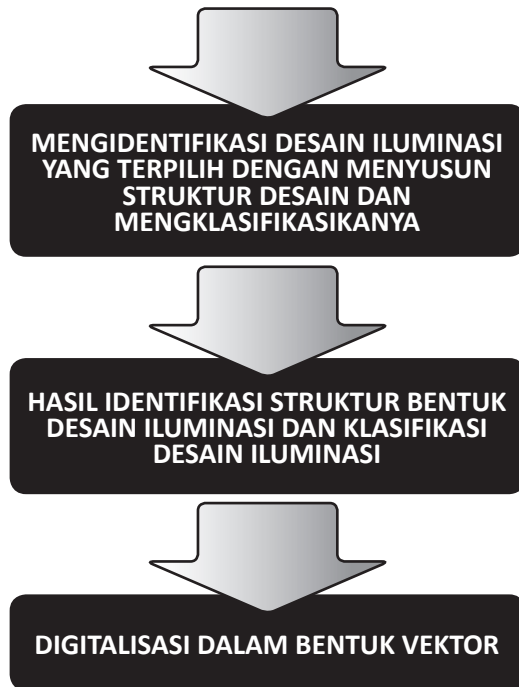 MENGIDENTIFIKASI DESAIN ILUMINASI
YANG TERPILIH DENGAN MENYUSUN
STRUKTUR DESAIN DAN
MENGKLASIFIKASIKANYA
HASIL IDENTIFIKASI STRUKTUR BENTUK
DESAIN ILUMINASI DAN KLASIFIKASI
DESAIN ILUMINASI
DIGITALISASI DALAM BENTUK VEKTOR